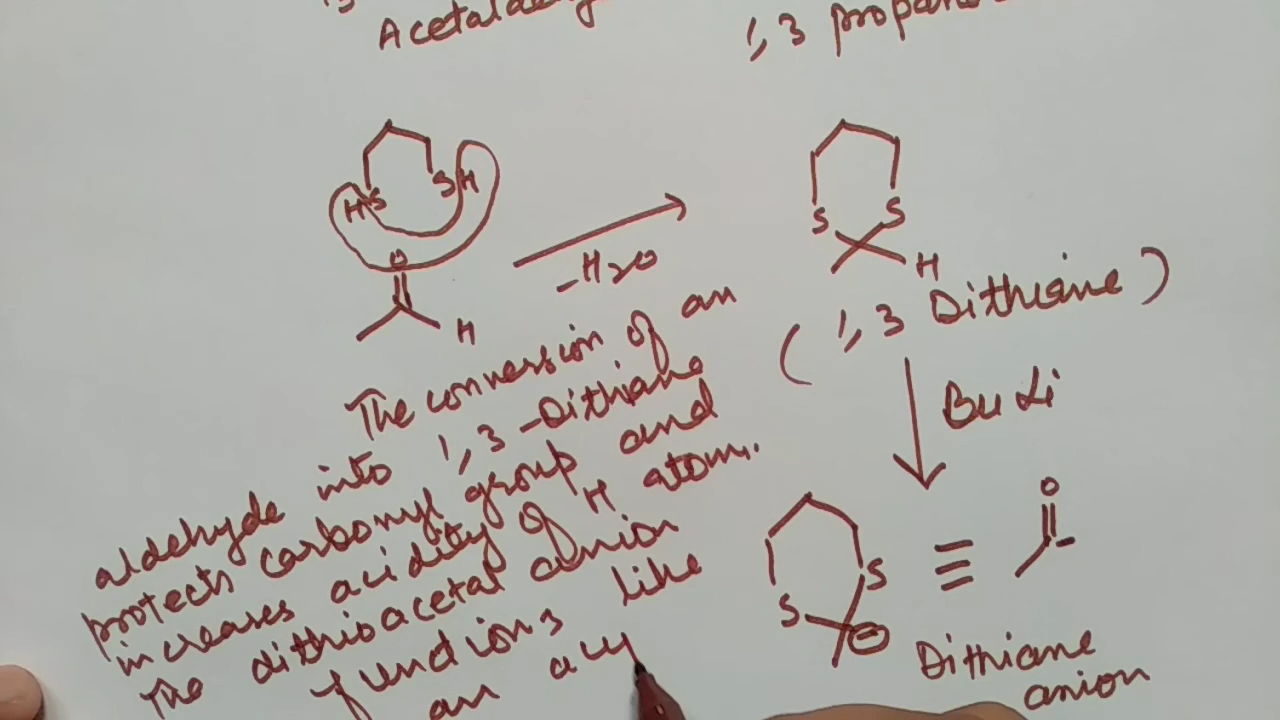 Acetaldehy
1,3 propane
SH
HS
O
H
-H2O
S S
H
(1,3 Dithiane)
BuLi
The conversion of an
aldehyde into 1,3-Dithiane
protects carbonyl group and
increases acidity of H atom.
The dithioacetal anion
functions like
an acy
S
S
⊖
≡
O
-
Dithiane
anion